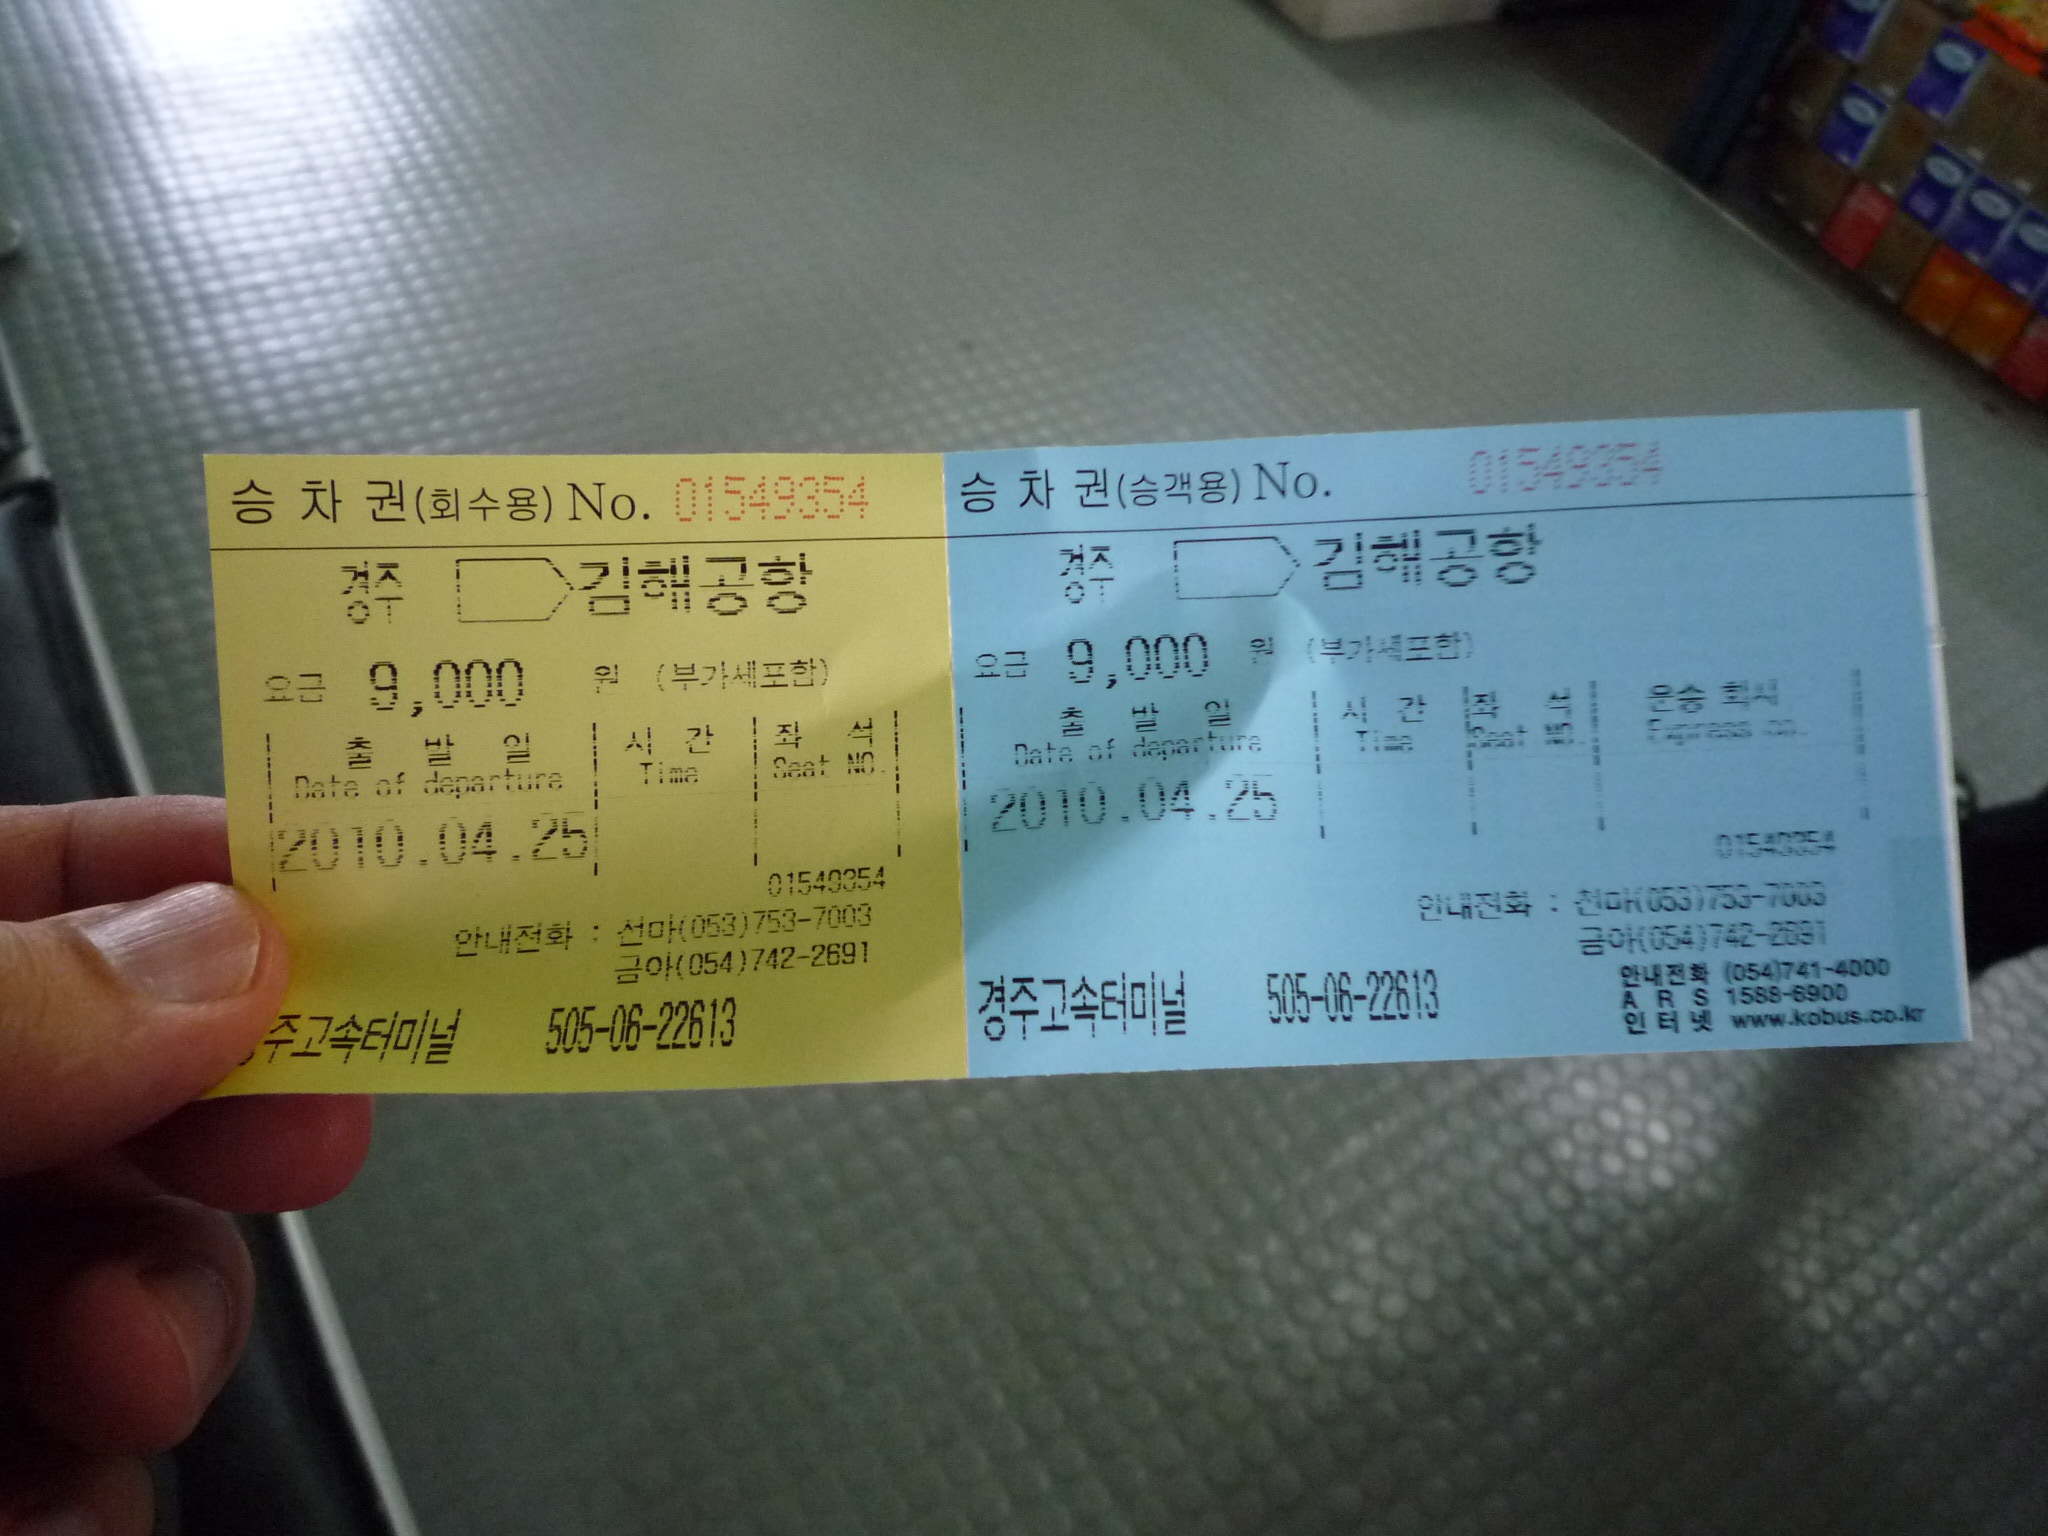 승 차 권(회수용) No. 01549354
경주 김해공항
요금 9,000 원 (부가세포함)
출 발 일 시 간 좌 석
Date of departure Time Seat NO.
2010.04.25
01549354
안내전화 : 천마(053)753-7003
금아(054)742-2691
경주고속터미널 505-06-22613
승 차 권(승객용) No. 01549354
경주 김해공항
요금 9,000 원 (부가세포함)
출 발 일 시 간 좌 석 운송 회사
Date of departure Time Seat NO. Express co.
2010.04.25
01549354
안내전화 : 천마(053)753-7003
금아(054)742-2691
경주고속터미널 505-06-22613
안내전화 (054)741-4000
A R S 1588-6900
인 터 넷 www.kobus.co.kr